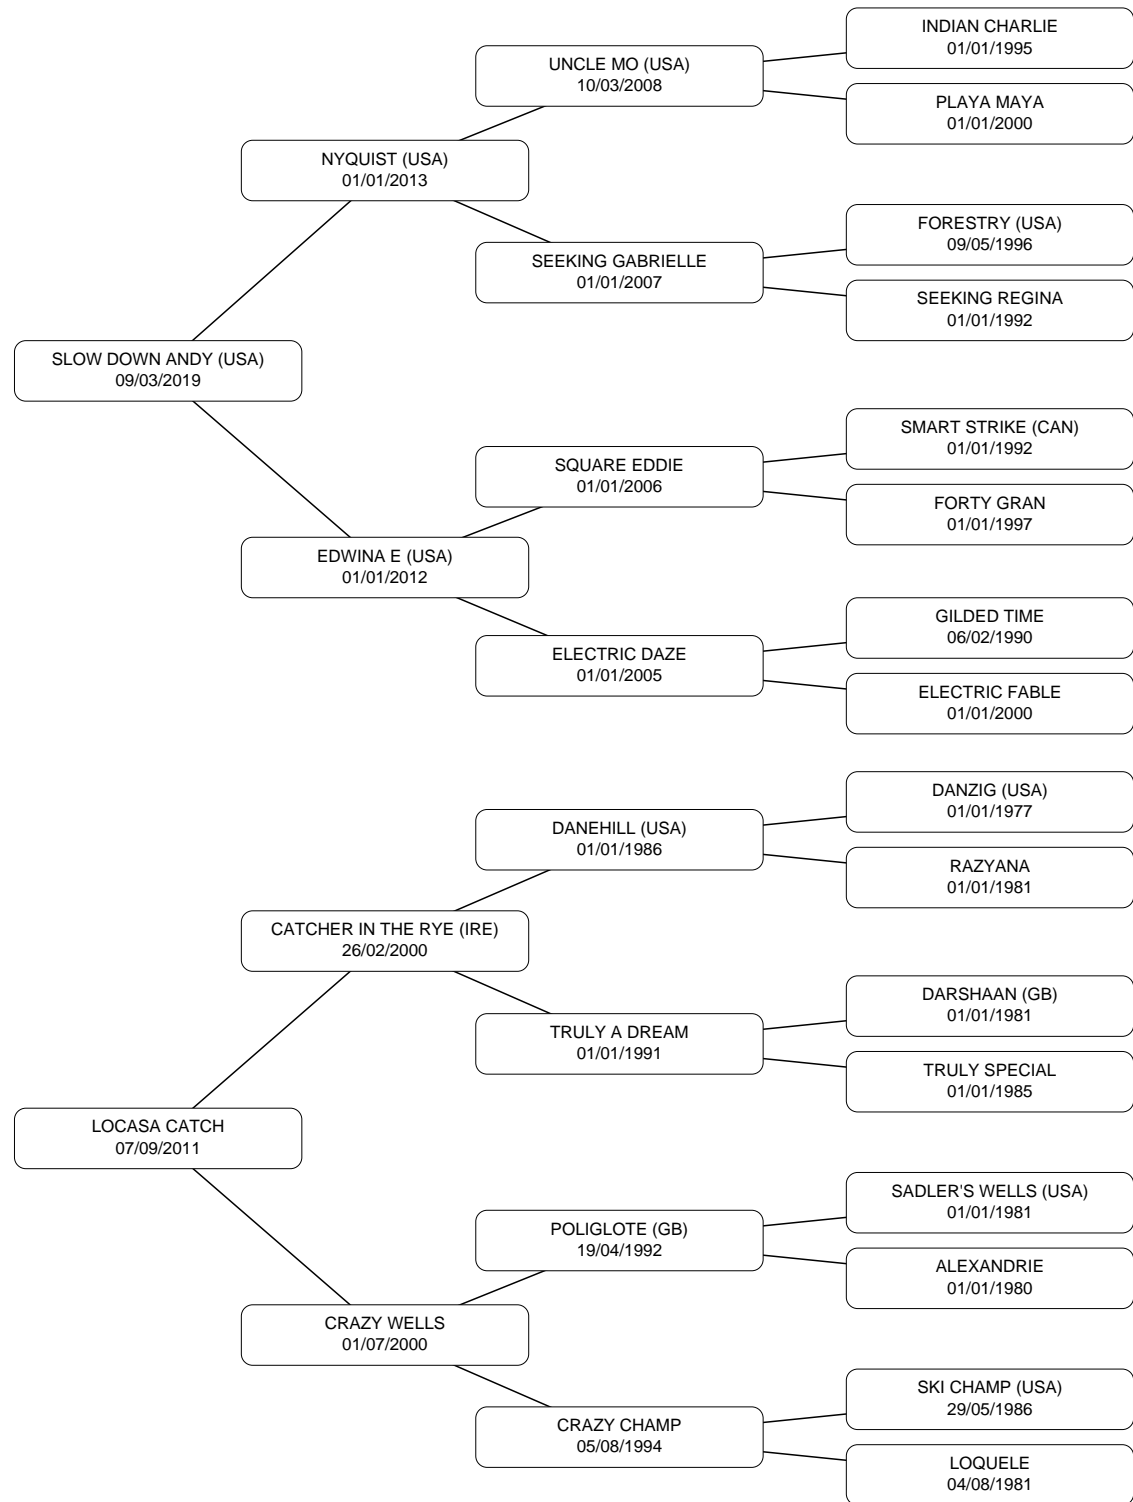 INDIAN CHARLIE
01/01/1995
UNCLE MO (USA)
10/03/2008
PLAYA MAYA
01/01/2000
NYQUIST (USA)
01/01/2013
FORESTRY (USA)
09/05/1996
SEEKING GABRIELLE
01/01/2007
SEEKING REGINA
01/01/1992
SLOW DOWN ANDY (USA)
09/03/2019
SMART STRIKE (CAN)
01/01/1992
SQUARE EDDIE
01/01/2006
FORTY GRAN
01/01/1997
EDWINA E (USA)
01/01/2012
GILDED TIME
06/02/1990
ELECTRIC DAZE
01/01/2005
ELECTRIC FABLE
01/01/2000
DANZIG (USA)
01/01/1977
DANEHILL (USA)
01/01/1986
RAZYANA
01/01/1981
CATCHER IN THE RYE (IRE)
26/02/2000
DARSHAAN (GB)
01/01/1981
TRULY A DREAM
01/01/1991
TRULY SPECIAL
01/01/1985
LOCASA CATCH
07/09/2011
SADLER'S WELLS (USA)
01/01/1981
POLIGLOTE (GB)
19/04/1992
ALEXANDRIE
01/01/1980
CRAZY WELLS
01/07/2000
SKI CHAMP (USA)
29/05/1986
CRAZY CHAMP
05/08/1994
LOQUELE
04/08/1981